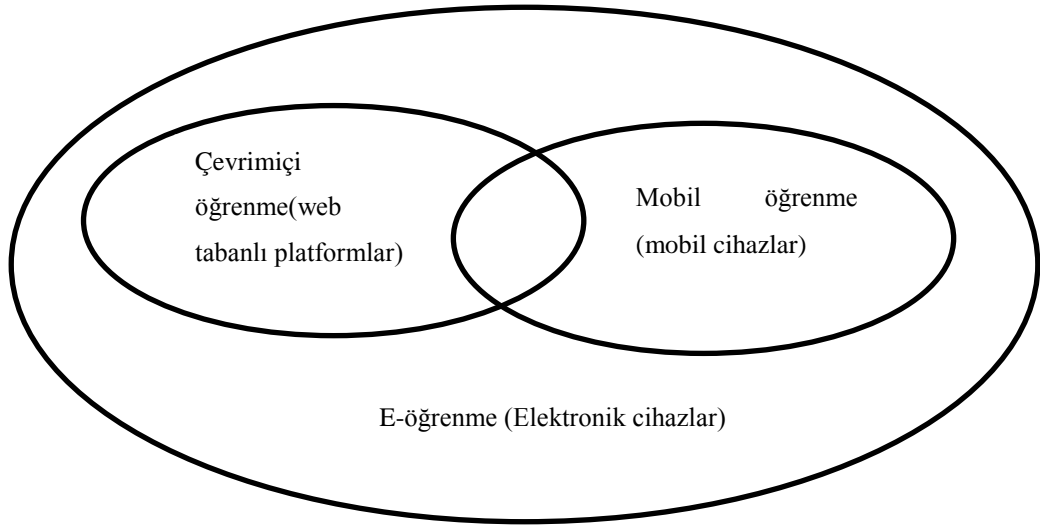 Çevrimiçi
öğrenme(web
tabanlı platformlar)
Mobil öğrenme
(mobil cihazlar)
E-öğrenme (Elektronik cihazlar)